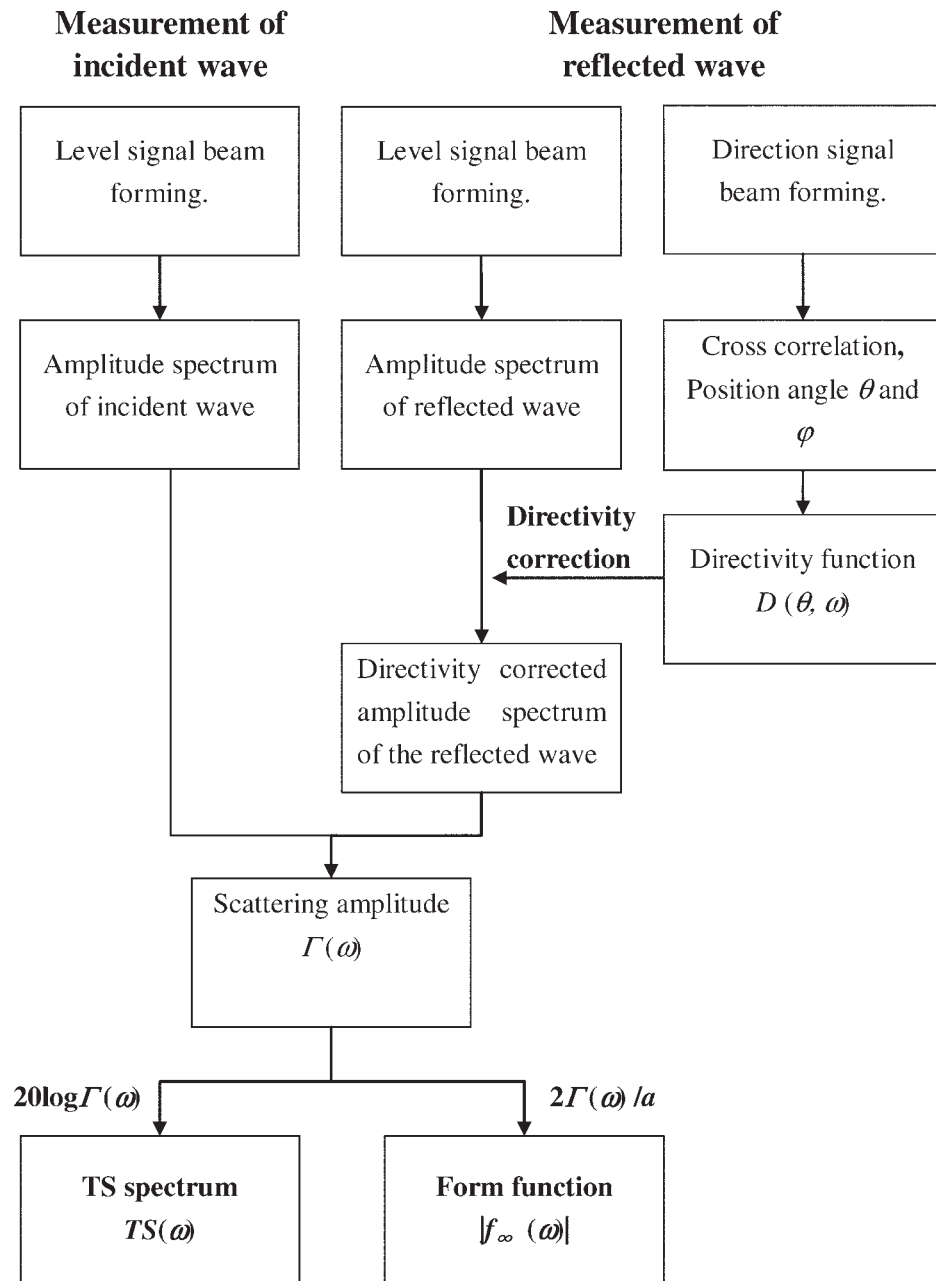 Measurement of
incident wave
Measurement of
reflected wave
Level signal beam
forming.
Level signal beam
forming.
Direction signal
beam forming.
Amplitude spectrum
of incident wave
Amplitude spectrum
of reflected wave
Cross correlation,
Position angle θ and
φ
Directivity
correction
Directivity function
D (θ, ω)
Directivity corrected
amplitude spectrum
of the reflected wave
Scattering amplitude
Γ(ω)
20logΓ(ω)
2Γ(ω) /a
TS spectrum
TS(ω)
Form function
|f∞ (ω)|